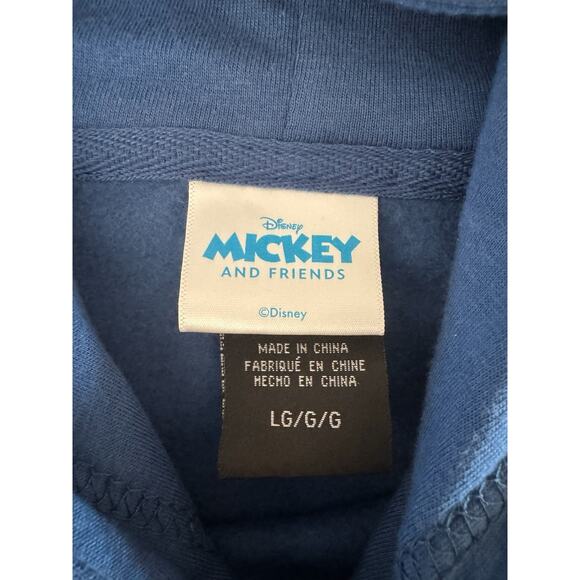 Disney
MICKEY
AND FRIENDS
©Disney
MADE IN CHINA
FABRIQUÉ EN CHINE
HECHO EN CHINA
LG/G/G